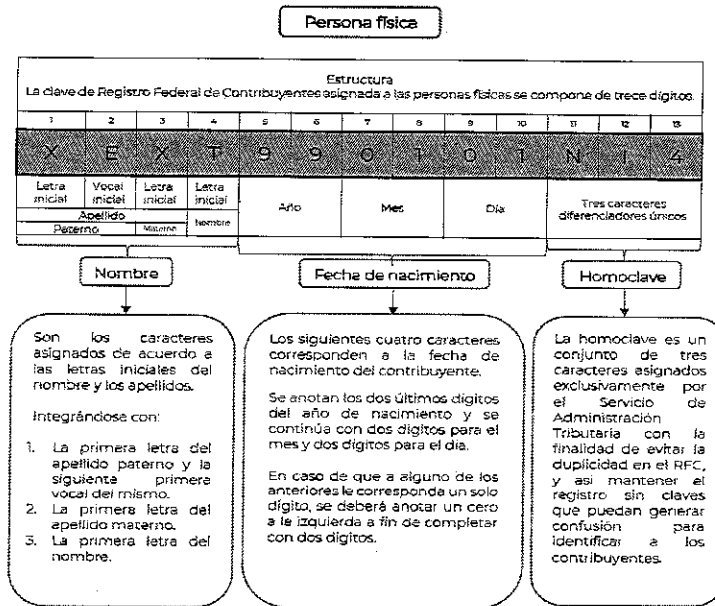 Persona física
Estructura
La clave de Registro Federal de Contribuyentes asignada a las personas físicas se compone de trece dígitos.
1 2 3 4 5 6 7 8 9 10 11 12 13
X E X T 9 9 0 1 0 1 N I 4
Letra inicial Vocal inicial Letra inicial Letra inicial Año Mes Día Tres caracteres diferenciadores únicos
Apellido Nombre
Paterno Materno
Nombre
Fecha de nacimiento
Homoclave
Son los caracteres
asignados de acuerdo a
las letras iniciales del
nombre y los apellidos.
Integrándose con:
1. La primera letra del
apellido paterno y la
siguiente primera
vocal del mismo.
2. La primera letra del
apellido materno.
3. La primera letra del
nombre.
Los siguientes cuatro caracteres
corresponden a la fecha de
nacimiento del contribuyente.
Se anotan los dos últimos dígitos
del año de nacimiento y se
continúa con dos dígitos para el
mes y dos dígitos para el día.
En caso de que a alguno de los
anteriores le corresponda un solo
dígito, se deberá anotar un cero
a la izquierda a fin de completar
con dos dígitos.
La homoclave es un
conjunto de tres
caracteres asignados
exclusivamente por
el Servicio de
Administración
Tributaria con la
finalidad de evitar la
duplicidad en el RFC,
y así mantener el
registro sin claves
que puedan generar
confusión para
identificar a los
contribuyentes.